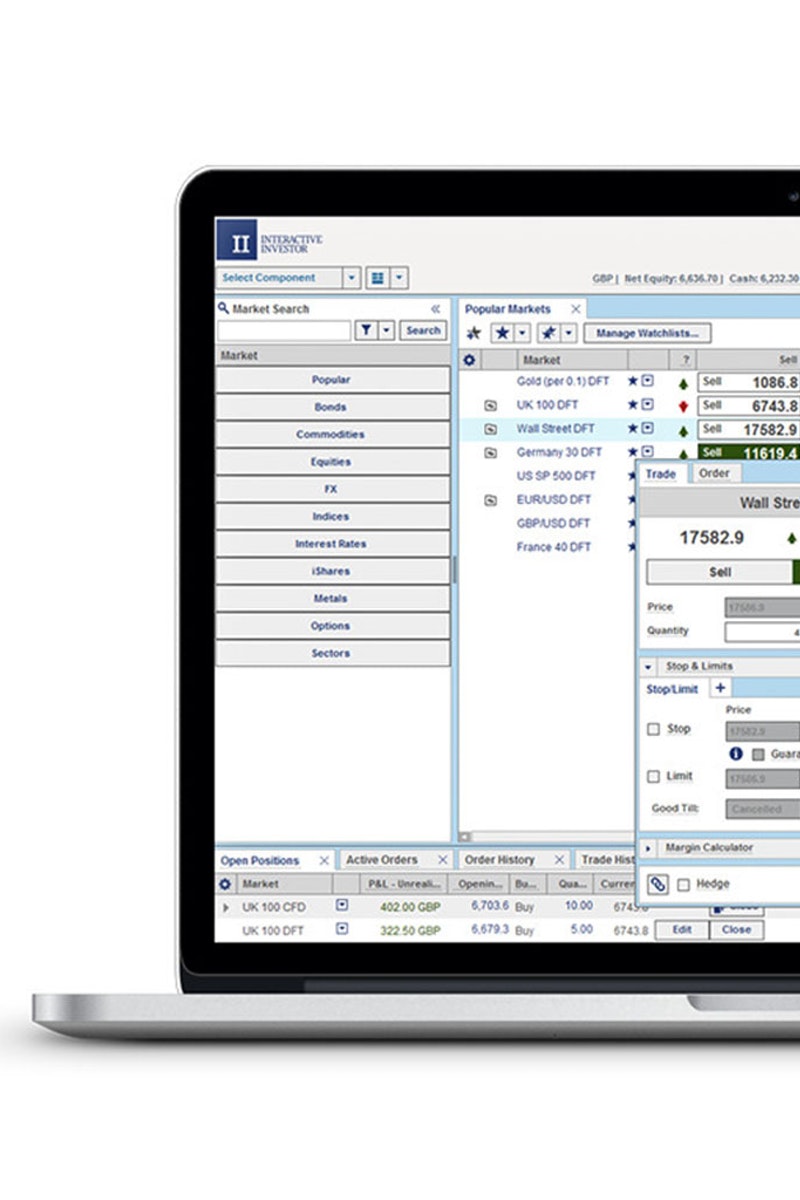 II INTERACTIVE
INVESTOR
Select Component
GBP | Net Equity: 6,636.70 | Cash: 6,232.30
Market Search «
Search
Market
Popular
Bonds
Commodities
Equities
FX
Indices
Interest Rates
iShares
Metals
Options
Sectors
Popular Markets
Manage Watchlists...
Market ? Sell
Gold (per 0.1) DFT Sell 1086.8
UK 100 DFT Sell 6743.8
Wall Street DFT Sell 17582.9
Germany 30 DFT Sell 11619.4
US SP 500 DFT
EUR/USD DFT
GBP/USD DFT
France 40 DFT
Trade Order
Wall Stre
17582.9
Sell
Price 17586.9
Quantity 4
Stop & Limits
Stop/Limit +
Price
Stop 17582.9
Guara
Limit 17586.9
Good Till: Cancelled
Margin Calculator
Hedge
Open Positions Active Orders Order History Trade Hist
Market P&L - Unreali... Openin... Bu... Qua... Curren
UK 100 CFD 402.00 GBP 6,703.6 Buy 10.00 6743.8
UK 100 DFT 322.50 GBP 6,679.3 Buy 5.00 6743.8 Edit Close